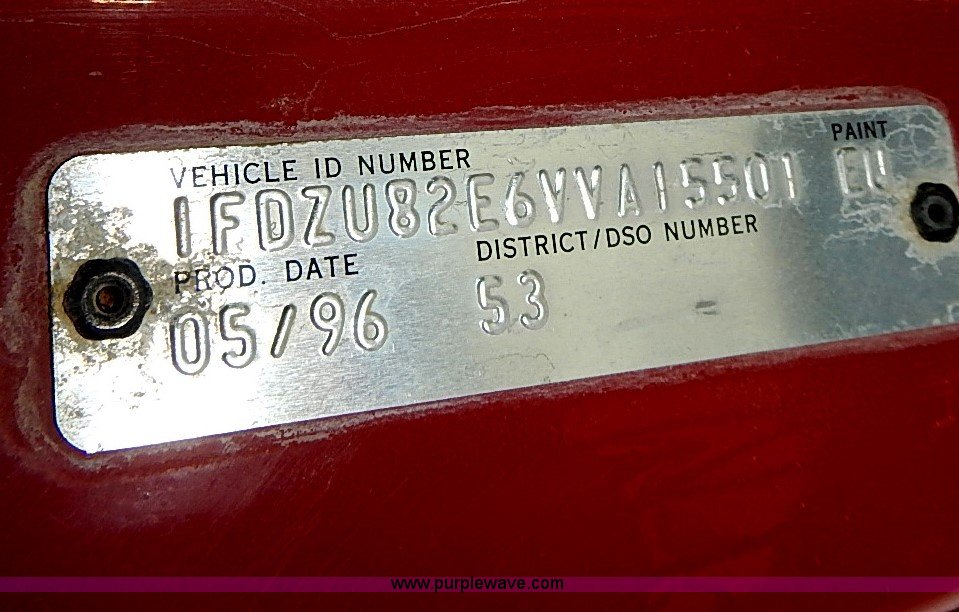 VEHICLE ID NUMBER
PAINT
1FDZU82E6VVA15501 EU
PROD. DATE
DISTRICT/DSO NUMBER
05/96 53
www.purplewave.com